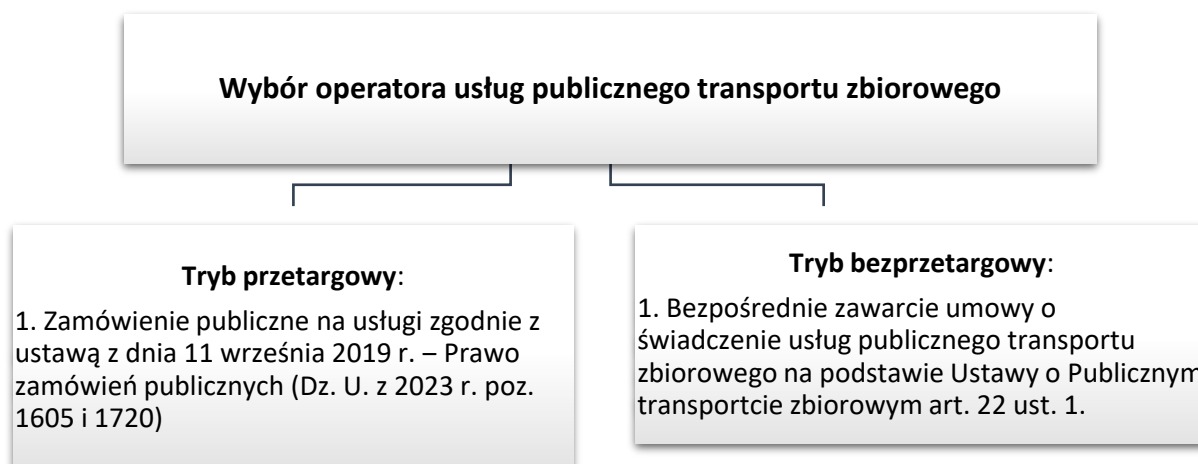 Wybór operatora usług publicznego transportu zbiorowego
Tryb przetargowy:
1. Zamówienie publiczne na usługi zgodnie z
ustawą z dnia 11 września 2019 r. – Prawo
zamówień publicznych (Dz. U. z 2023 r. poz.
1605 i 1720)
Tryb bezprzetargowy:
1. Bezpośrednie zawarcie umowy o
świadczenie usług publicznego transportu
zbiorowego na podstawie Ustawy o Publicznym
transportcie zbiorowym art. 22 ust. 1.